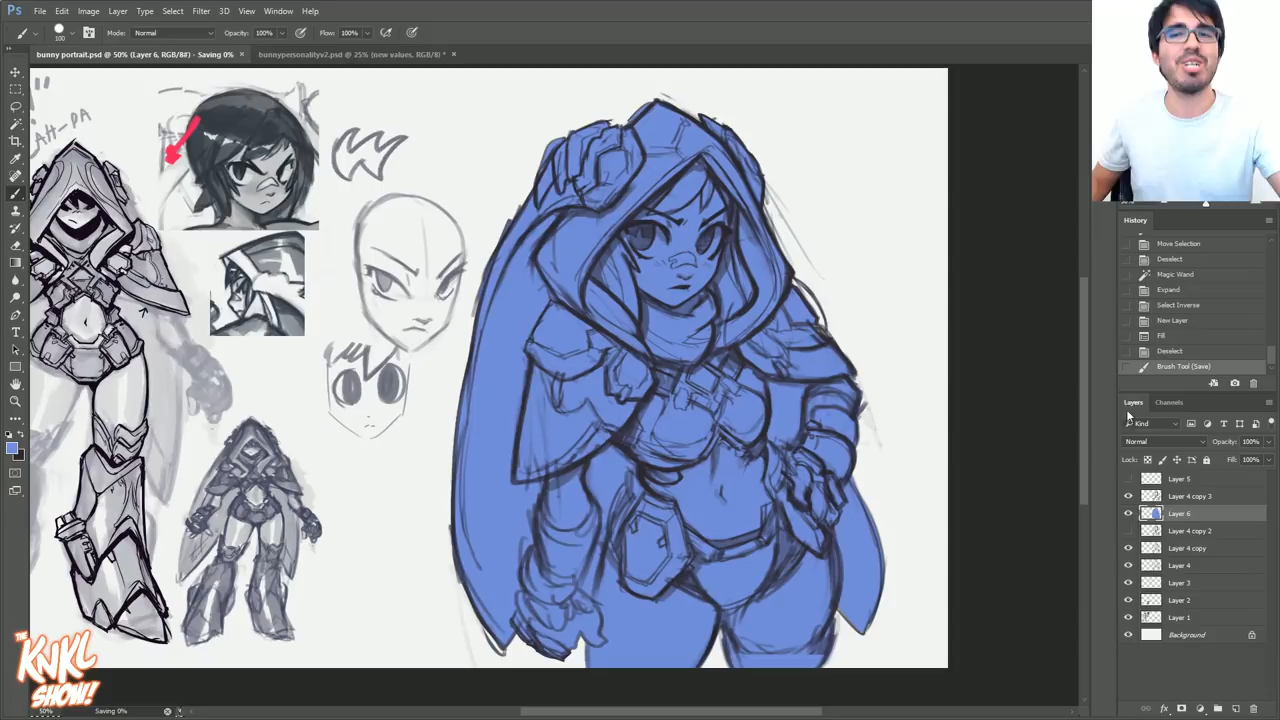 Ps File Edit Image Layer Type Select Filter 3D View Window Help
100 Mode: Normal Opacity: 100% Flow: 100%
bunny portrait.psd @ 50% (Layer 6, RGB/8#) - Saving 0% × bunnypersonalityv2.psd @ 25% (new values, RGB/8#) * ×
AH-PA
History
Move Selection
Deselect
Magic Wand
Expand
Select Inverse
New Layer
Fill
Deselect
Brush Tool (Save)
Layers Channels
Kind
Normal Opacity: 100%
Lock: Fill: 100%
Layer 5
Layer 4 copy 3
Layer 6
Layer 4 copy 2
Layer 4 copy
Layer 4
Layer 3
Layer 2
Layer 1
Background
THE
KNKL
SHOW!
50% Saving 0%